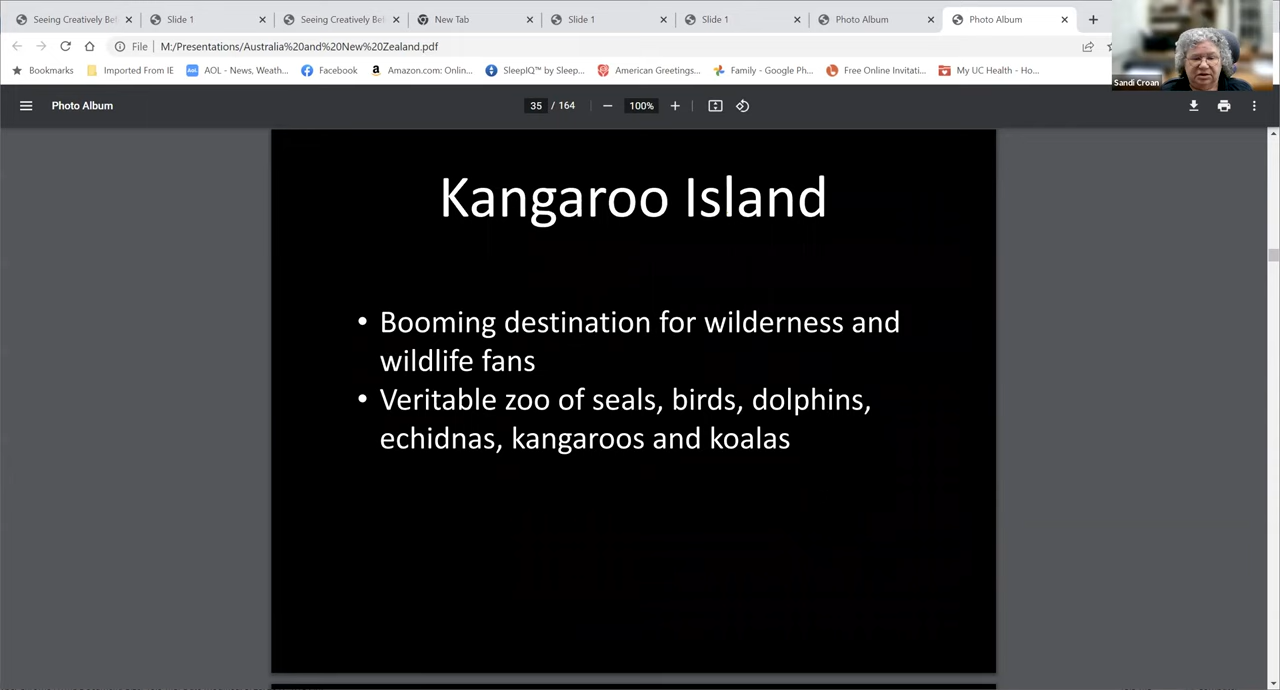 Seeing Creatively Be
Slide 1
Seeing Creatively Be
New Tab
Slide 1
Slide 1
Photo Album
Photo Album
File
M:/Presentations/Australia%20and%20New%20Zealand.pdf
Bookmarks
Imported From IE
AOL - News, Weath...
Facebook
Amazon.com: Onlin...
SleepIQ™ by Sleep...
American Greetings...
Family - Google Ph...
Free Online Invitati...
My UC Health - Ho...
Sandi Croan
Photo Album
35 / 164
100%
Kangaroo Island
• Booming destination for wilderness and
wildlife fans
• Veritable zoo of seals, birds, dolphins,
echidnas, kangaroos and koalas